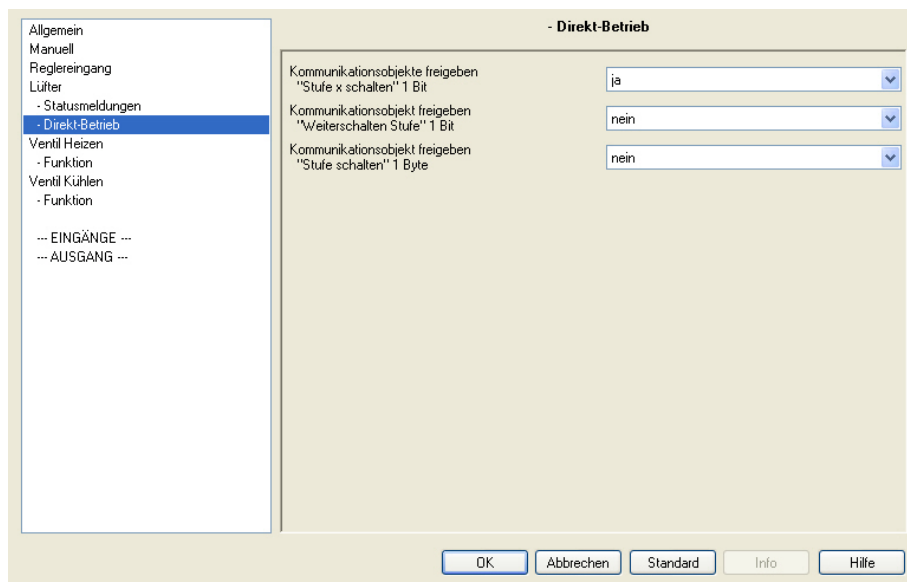 Allgemein
Manuell
Reglereingang
Lüfter
- Statusmeldungen
- Direkt-Betrieb
Ventil Heizen
- Funktion
Ventil Kühlen
- Funktion
--- EINGÄNGE ---
--- AUSGANG ---
- Direkt-Betrieb
Kommunikationsobjekte freigeben
"Stufe x schalten" 1 Bit
ja
Kommunikationsobjekt freigeben
"Weiterschalten Stufe" 1 Bit
nein
Kommunikationsobjekt freigeben
"Stufe schalten" 1 Byte
nein
OK
Abbrechen
Standard
Info
Hilfe